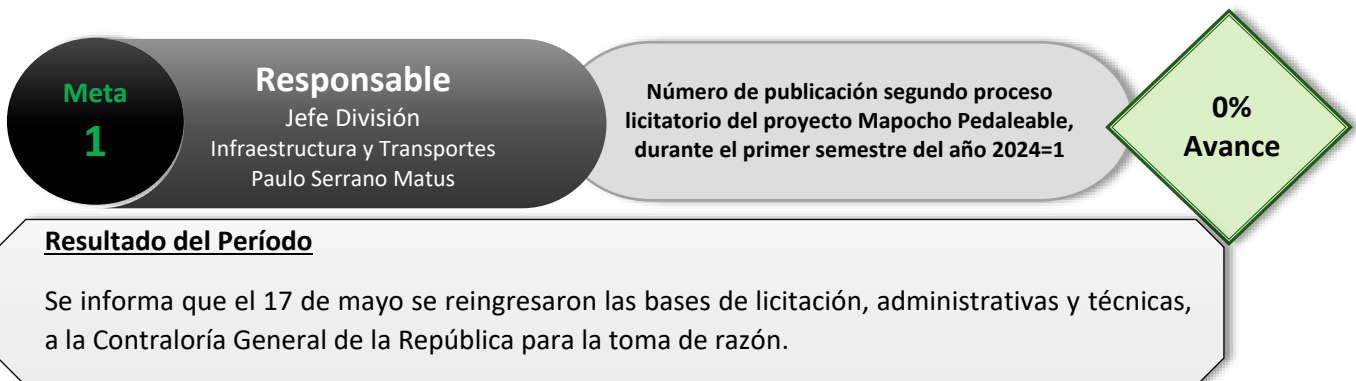 Meta
1
Responsable
Jefe División
Infraestructura y Transportes
Paulo Serrano Matus
Número de publicación segundo proceso
licitatorio del proyecto Mapocho Pedaleable,
durante el primer semestre del año 2024=1
0%
Avance
Resultado del Período
Se informa que el 17 de mayo se reingresaron las bases de licitación, administrativas y técnicas,
a la Contraloría General de la República para la toma de razón.